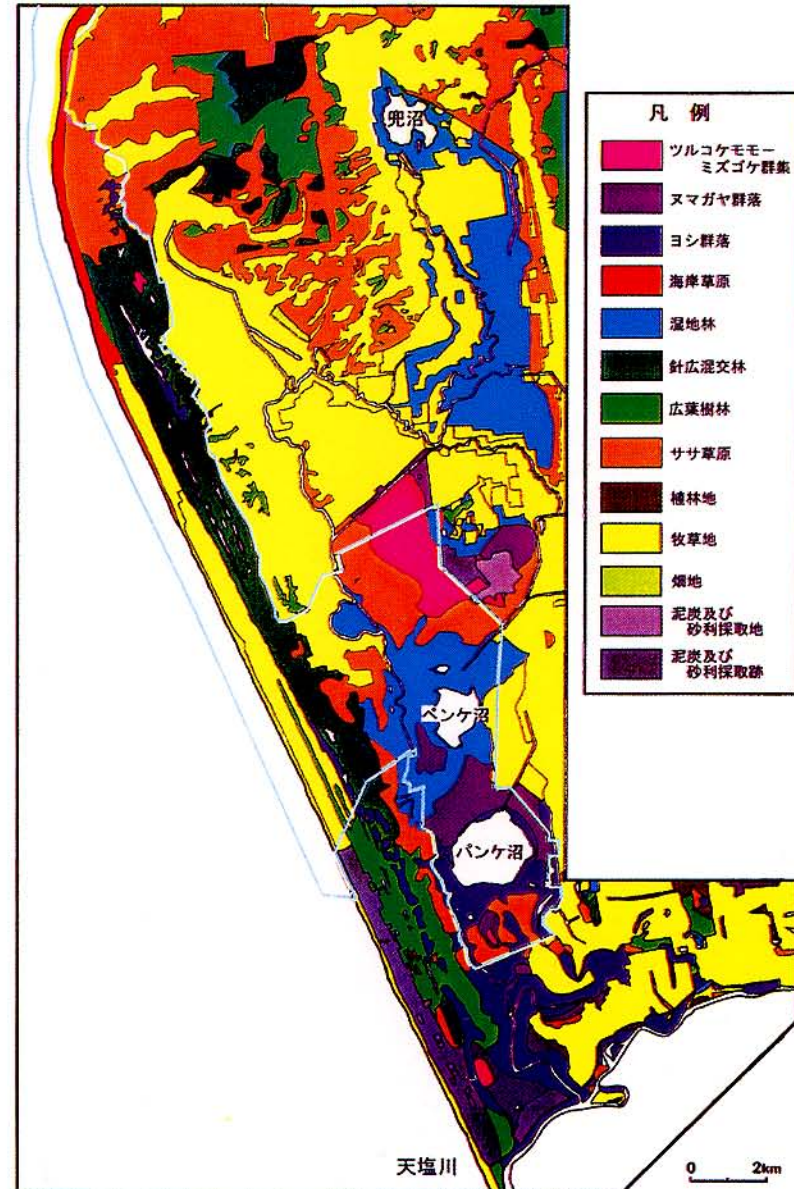 兜沼
ペンケ沼
パンケ沼
天塩川
凡 例
ツルコケモモー
ミズゴケ群集
ヌマガヤ群落
ヨシ群落
海岸草原
湿地林
針広混交林
広葉樹林
ササ草原
植林地
牧草地
畑地
泥炭及び
砂利採取地
泥炭及び
砂利採取跡
0 2km